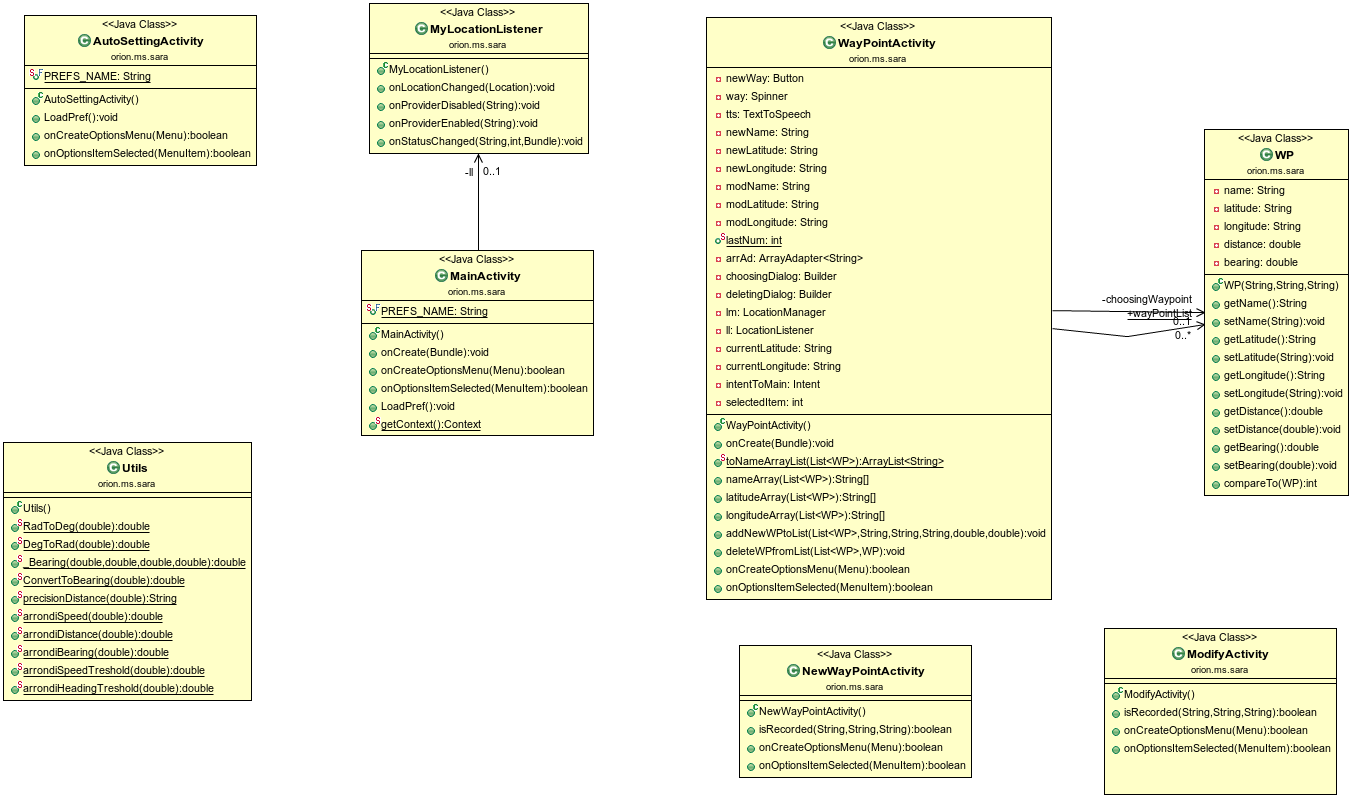 <<Java Class>>
AutoSettingActivity
orion.ms.sara
PREFS_NAME: String
AutoSettingActivity()
LoadPref():void
onCreateOptionsMenu(Menu):boolean
onOptionsItemSelected(MenuItem):boolean
<<Java Class>>
MyLocationListener
orion.ms.sara
MyLocationListener()
onLocationChanged(Location):void
onProviderDisabled(String):void
onProviderEnabled(String):void
onStatusChanged(String,int,Bundle):void
-ll
0..1
<<Java Class>>
MainActivity
orion.ms.sara
PREFS_NAME: String
MainActivity()
onCreate(Bundle):void
onCreateOptionsMenu(Menu):boolean
onOptionsItemSelected(MenuItem):boolean
LoadPref():void
getContext():Context
<<Java Class>>
WayPointActivity
orion.ms.sara
newWay: Button
way: Spinner
tts: TextToSpeech
newName: String
newLatitude: String
newLongitude: String
modName: String
modLatitude: String
modLongitude: String
lastNum: int
arrAd: ArrayAdapter<String>
choosingDialog: Builder
deletingDialog: Builder
lm: LocationManager
ll: LocationListener
currentLatitude: String
currentLongitude: String
intentToMain: Intent
selectedItem: int
WayPointActivity()
onCreate(Bundle):void
toNameArrayList(List<WP>):ArrayList<String>
nameArray(List<WP>):String[]
latitudeArray(List<WP>):String[]
longitudeArray(List<WP>):String[]
addNewWPtoList(List<WP>,String,String,String,double,double):void
deleteWPfromList(List<WP>,WP):void
onCreateOptionsMenu(Menu):boolean
onOptionsItemSelected(MenuItem):boolean
-choosingWaypoint
+wayPointList
0..1
0..*
<<Java Class>>
WP
orion.ms.sara
name: String
latitude: String
longitude: String
distance: double
bearing: double
WP(String,String,String)
getName():String
setName(String):void
getLatitude():String
setLatitude(String):void
getLongitude():String
setLongitude(String):void
getDistance():double
setDistance(double):void
getBearing():double
setBearing(double):void
compareTo(WP):int
<<Java Class>>
Utils
orion.ms.sara
Utils()
RadToDeg(double):double
DegToRad(double):double
_Bearing(double,double,double,double):double
ConvertToBearing(double):double
precisionDistance(double):String
arrondiSpeed(double):double
arrondiDistance(double):double
arrondiBearing(double):double
arrondiSpeedTreshold(double):double
arrondiHeadingTreshold(double):double
<<Java Class>>
NewWayPointActivity
orion.ms.sara
NewWayPointActivity()
isRecorded(String,String,String):boolean
onCreateOptionsMenu(Menu):boolean
onOptionsItemSelected(MenuItem):boolean
<<Java Class>>
ModifyActivity
orion.ms.sara
ModifyActivity()
isRecorded(String,String,String):boolean
onCreateOptionsMenu(Menu):boolean
onOptionsItemSelected(MenuItem):boolean